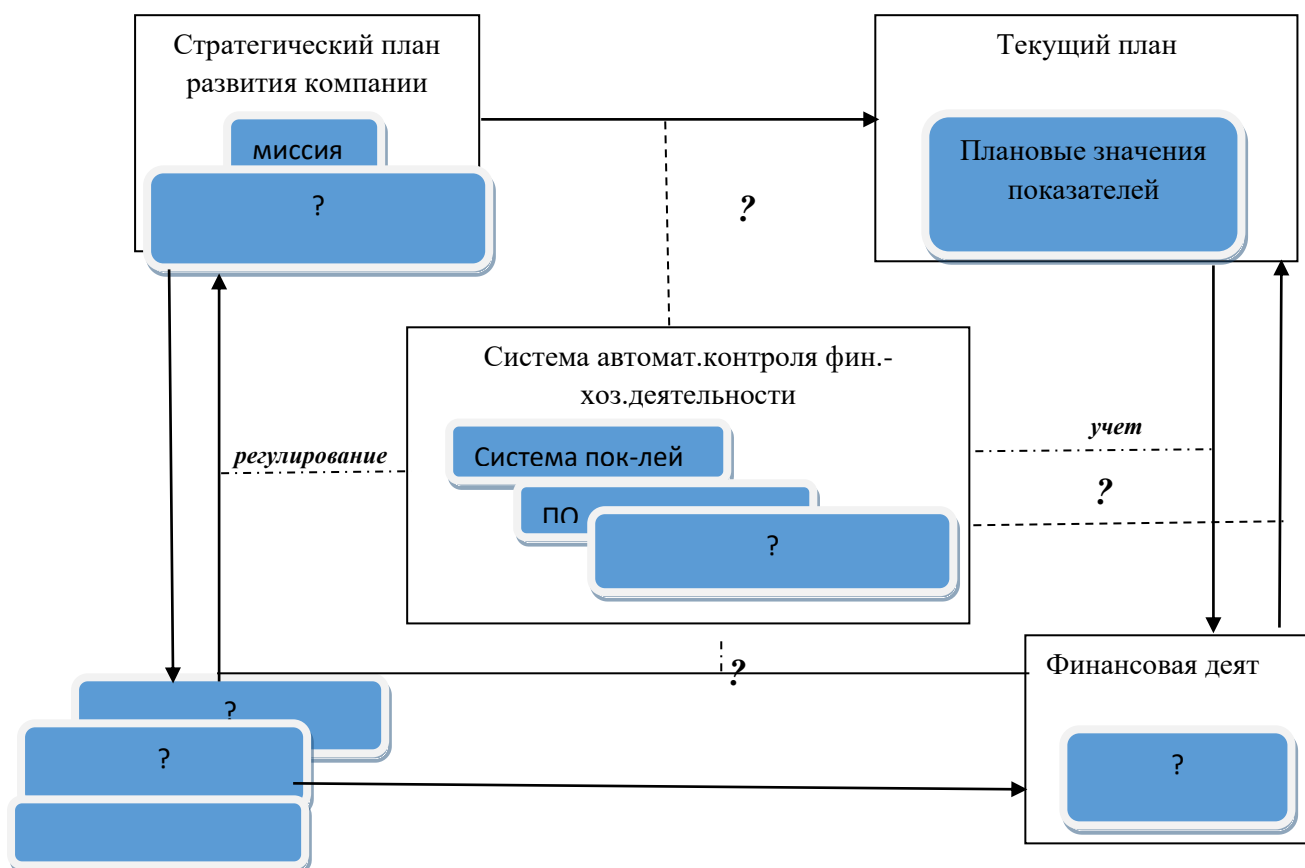 Стратегический план
развития компании
миссия
?
Текущий план
Плановые значения
показателей
?
Система автомат.контроля фин.-
хоз.деятельности
Система пок-лей
ПО
?
регулирование
учет
?
?
Финансовая деят
?
?
?